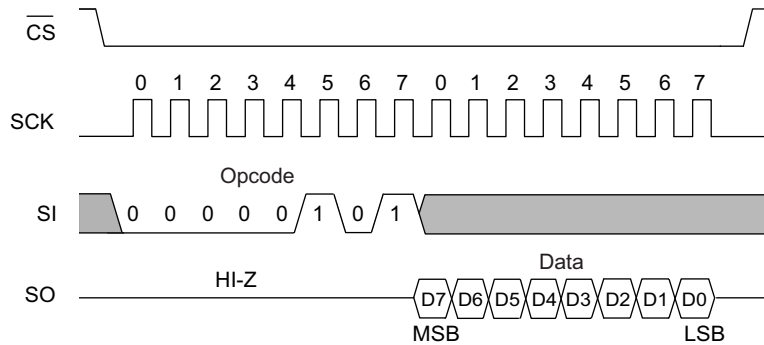 CS
0 1 2 3 4 5 6 7 0 1 2 3 4 5 6 7
SCK
Opcode
SI 0 0 0 0 0 1 0 1
HI-Z Data
SO D7 D6 D5 D4 D3 D2 D1 D0
MSB LSB